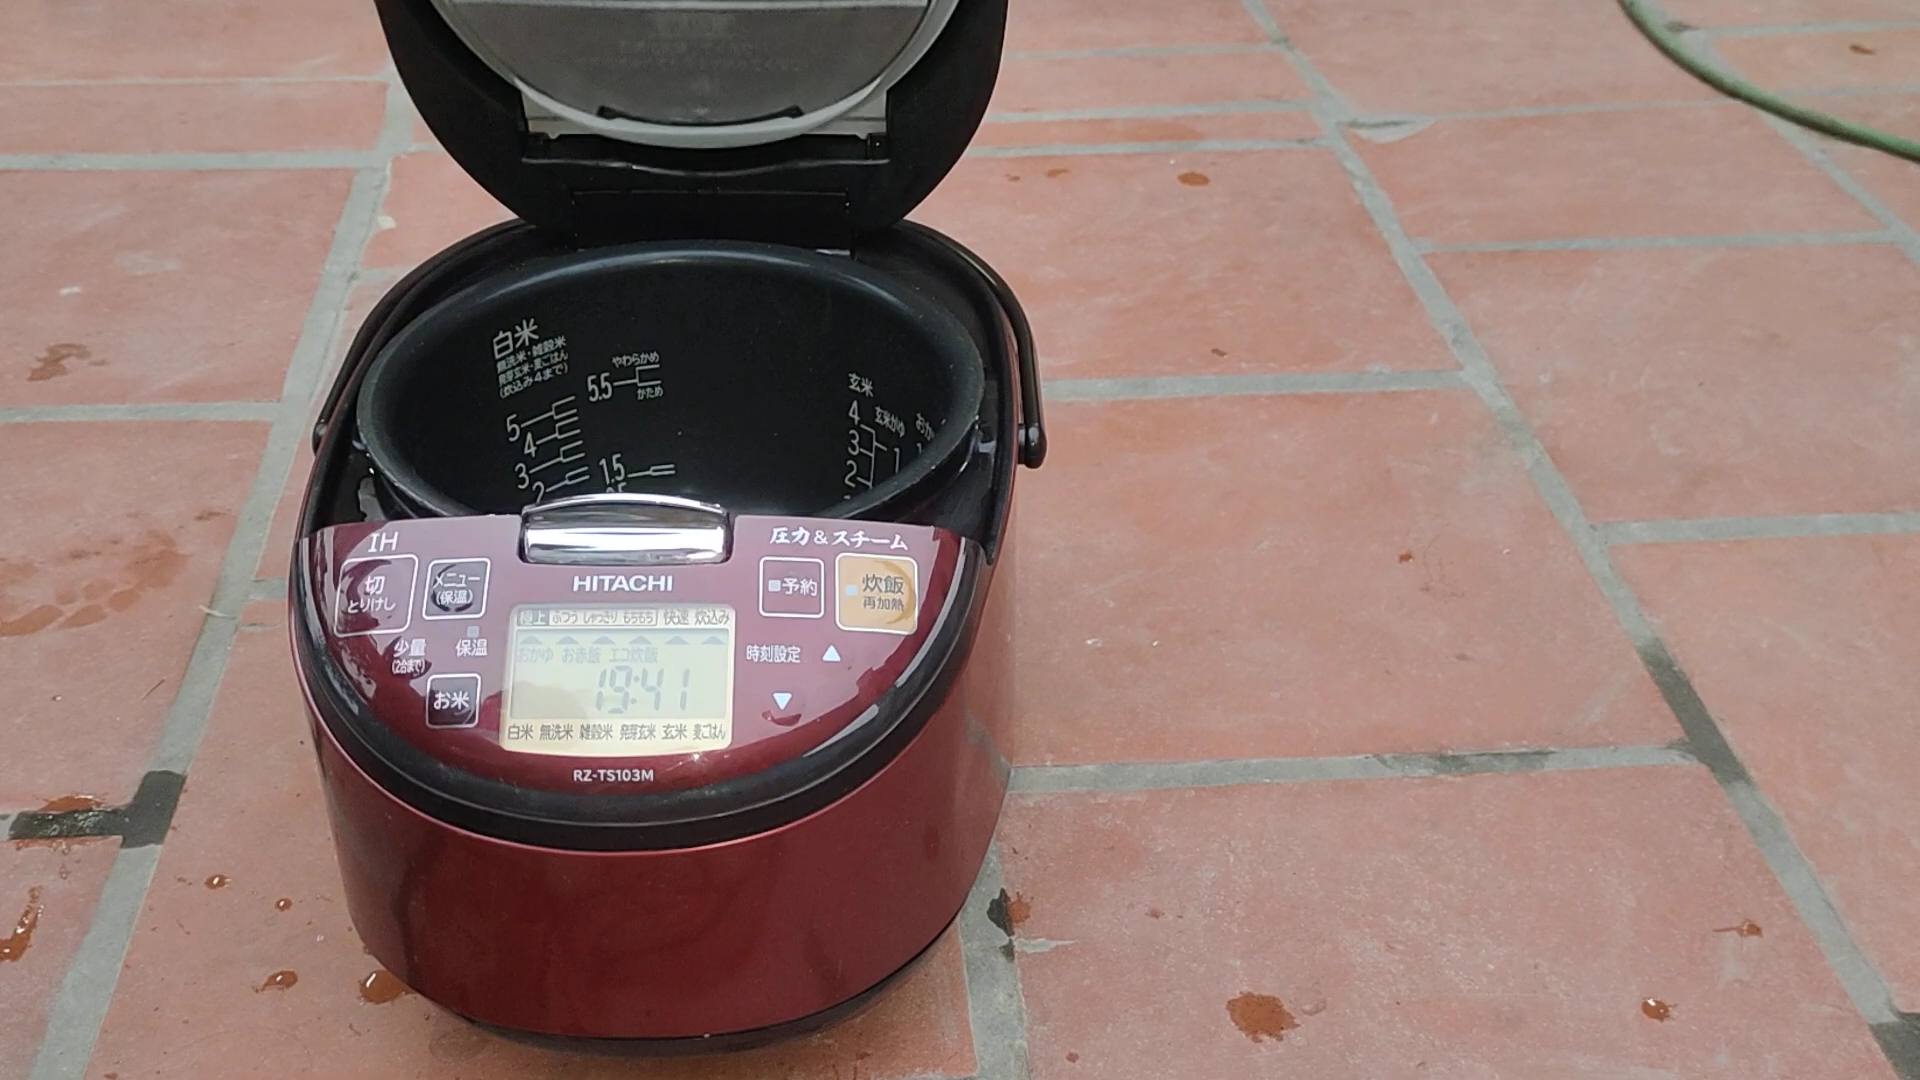 白米
無洗米・雑穀米
発芽玄米・麦ごはん
(炊込み4まで)
やわらかめ
5.5
かため
5
4
3
2
1.5
玄米
4
3
2
玄米かゆ
1
IH
圧力&スチーム
切
とりけし
メニュー
(保温)
HITACHI
予約
炊飯
再加熱
極上 ふつう しゃっきり もちもち 快速 炊込み
おかゆ お赤飯 エコ炊飯
19:41
白米 無洗米 雑穀米 発芽玄米 玄米 麦ごはん
少量
(2合まで)
保温
時刻設定
お米
RZ-TS103M